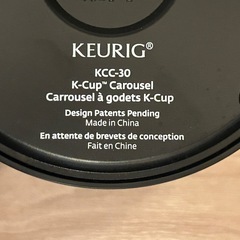 KEURIG®
KCC-30
K-Cup™ Carousel
Carrousel à godets K-Cup
Design Patents Pending
Made in China
En attente de brevets de conception
Fait en Chine